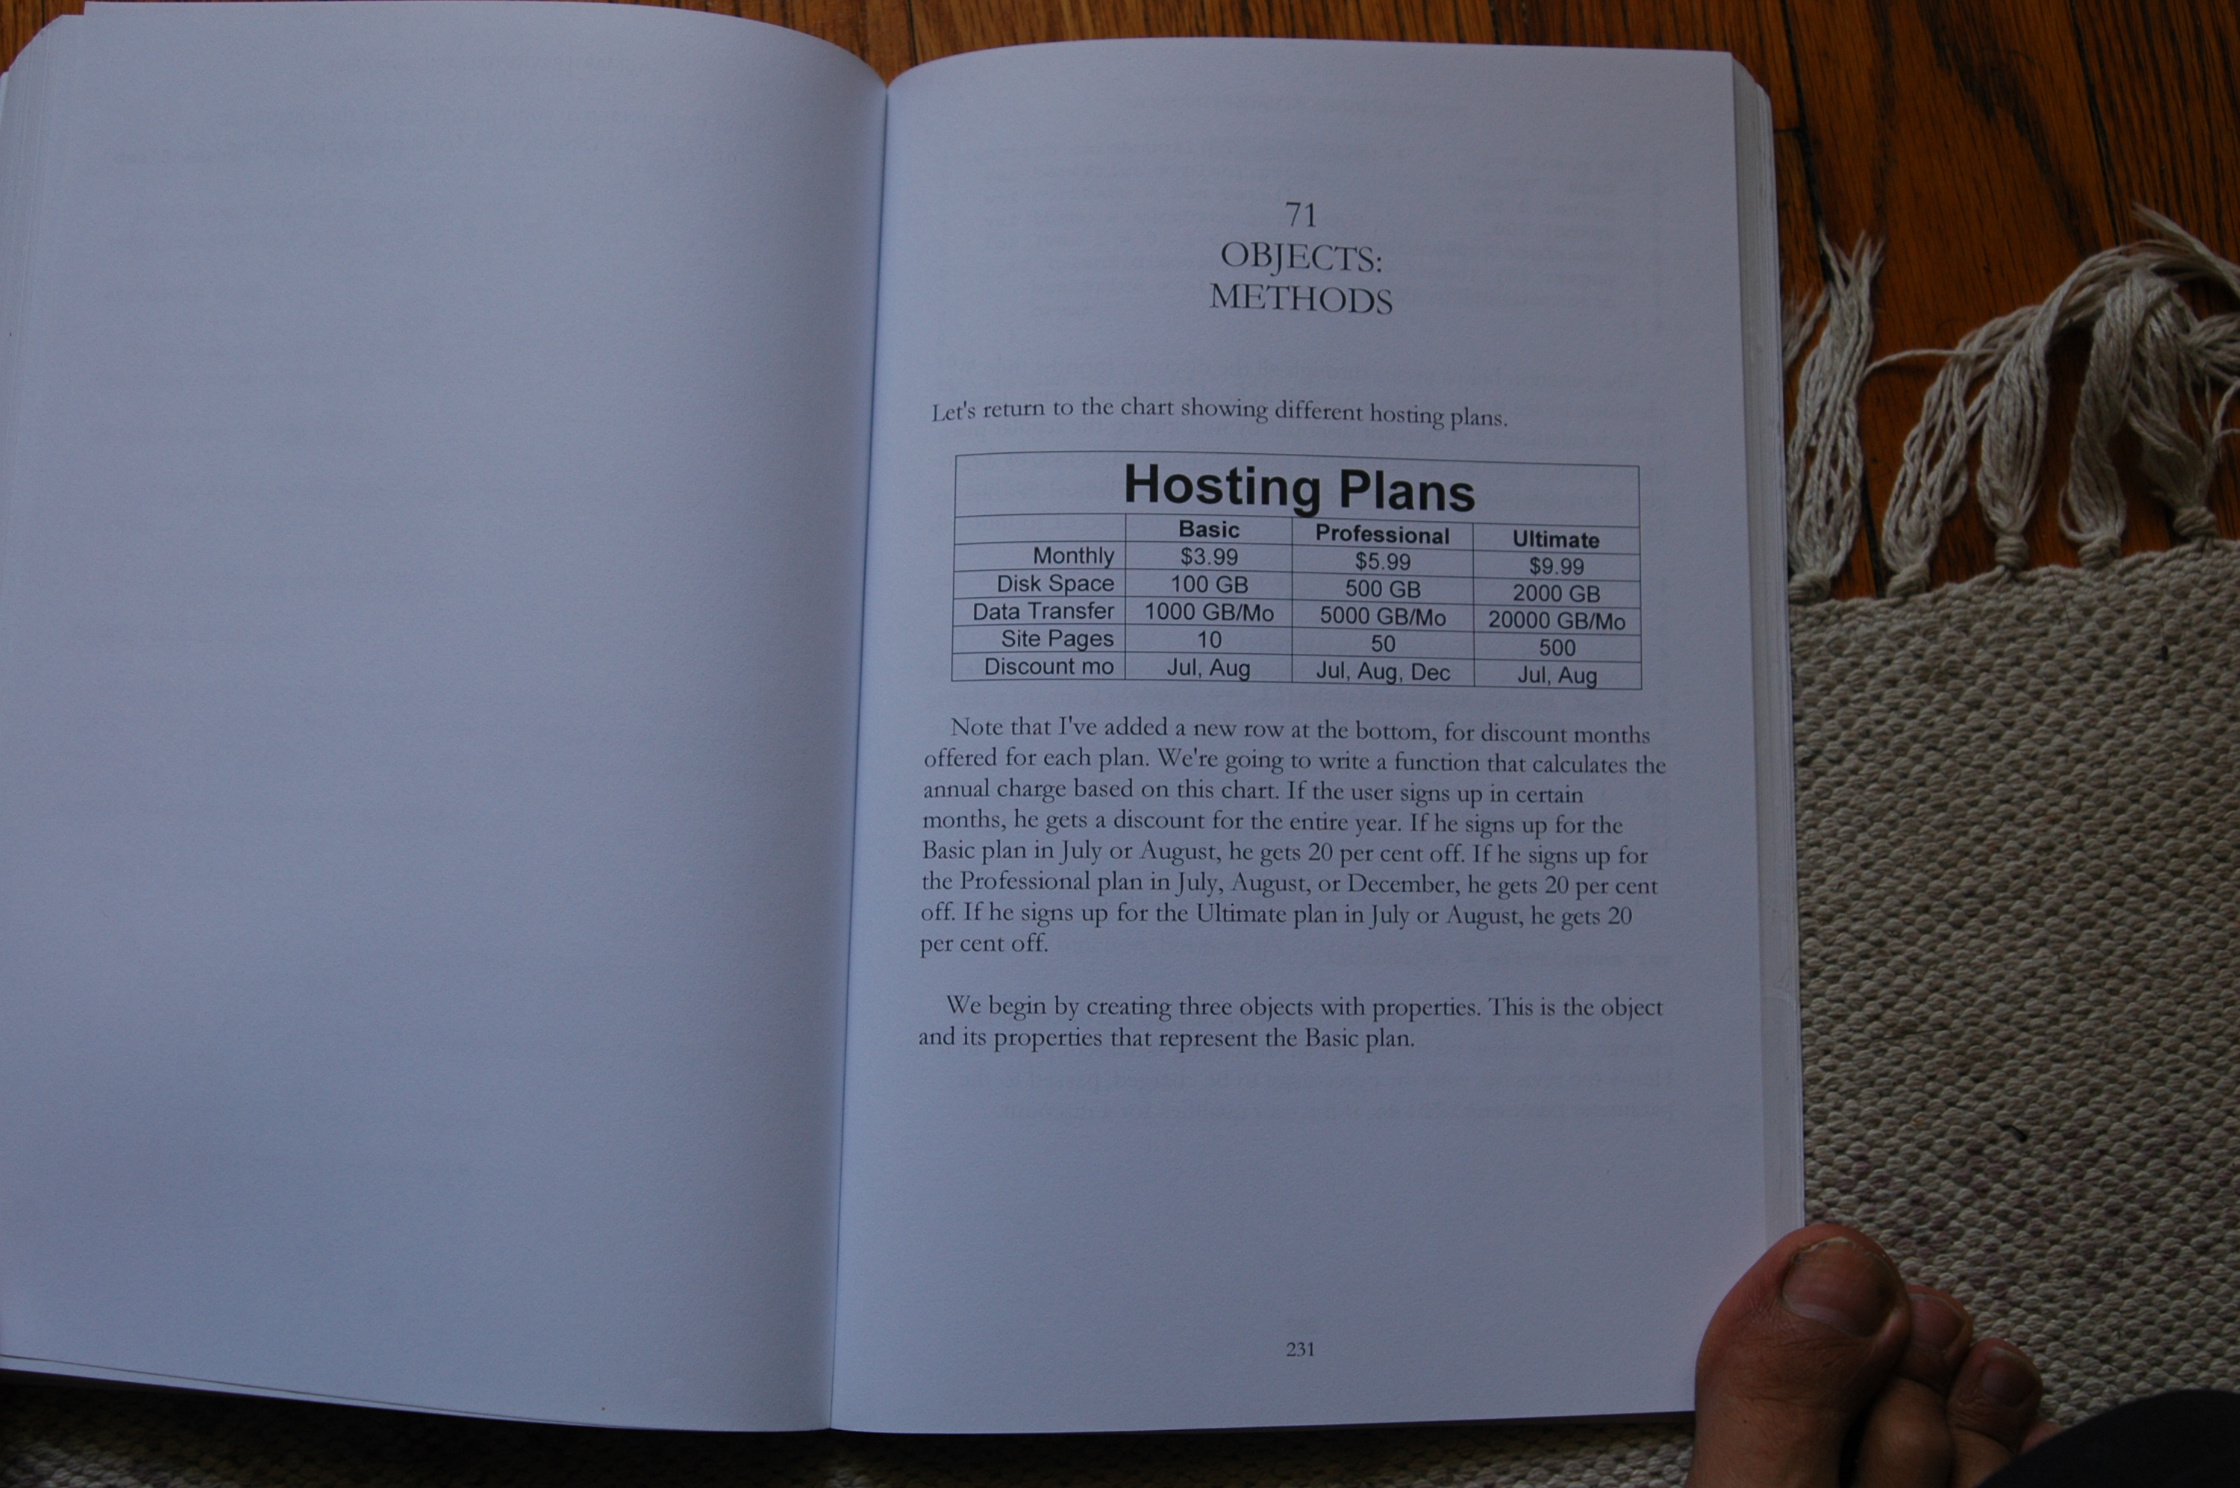 71
OBJECTS:
METHODS
Let's return to the chart showing different hosting plans.
Hosting Plans
Basic Professional Ultimate
Monthly $3.99 $5.99 $9.99
Disk Space 100 GB 500 GB 2000 GB
Data Transfer 1000 GB/Mo 5000 GB/Mo 20000 GB/Mo
Site Pages 10 50 500
Discount mo Jul, Aug Jul, Aug, Dec Jul, Aug
Note that I've added a new row at the bottom, for discount months
offered for each plan. We're going to write a function that calculates the
annual charge based on this chart. If the user signs up in certain
months, he gets a discount for the entire year. If he signs up for the
Basic plan in July or August, he gets 20 per cent off. If he signs up for
the Professional plan in July, August, or December, he gets 20 per cent
off. If he signs up for the Ultimate plan in July or August, he gets 20
per cent off.
We begin by creating three objects with properties. This is the object
and its properties that represent the Basic plan.
231